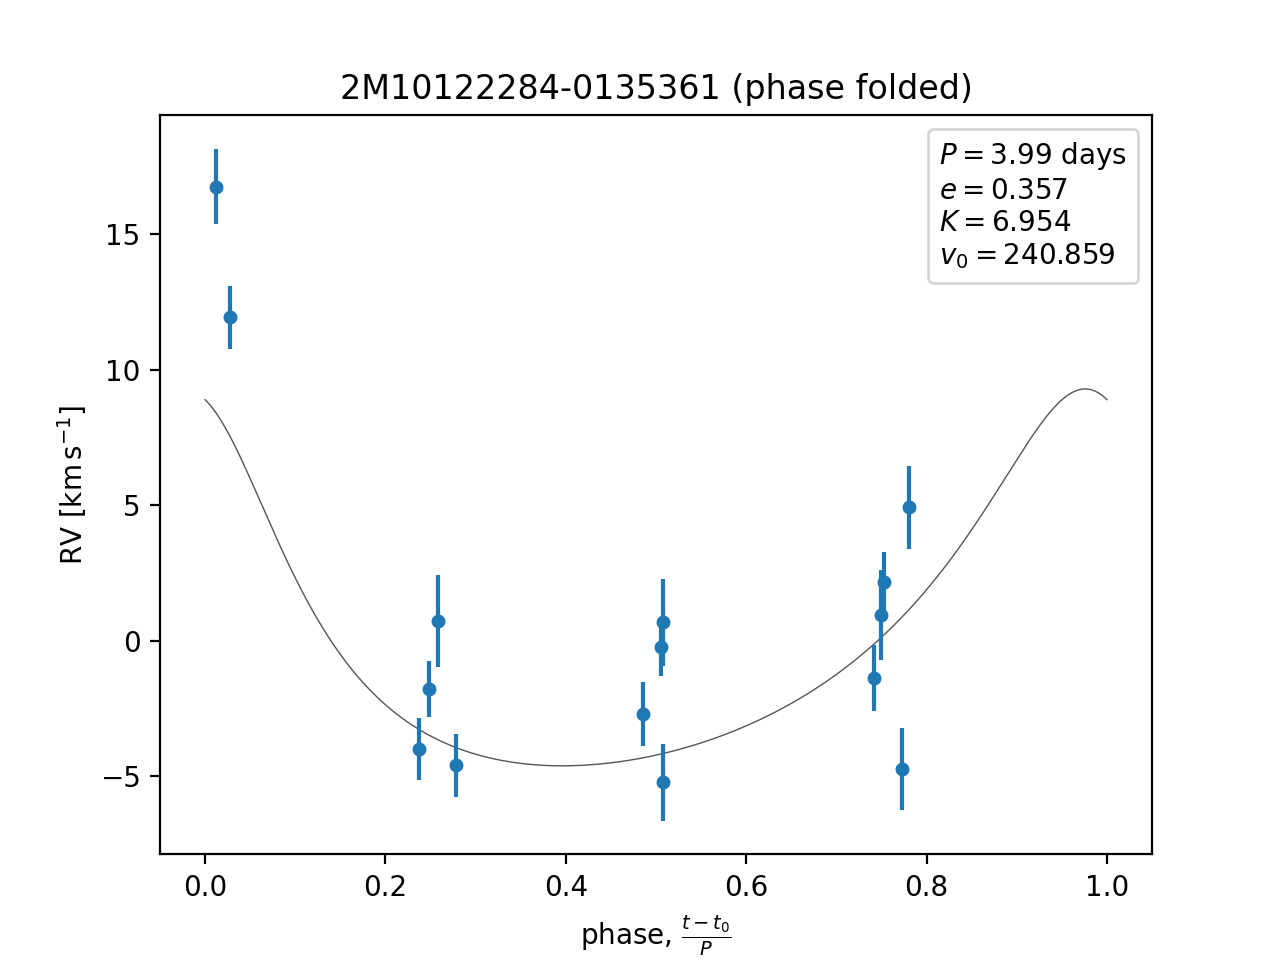 2M10122284-0135361 (phase folded)
P = 3.99 days
e = 0.357
K = 6.954
v₀ = 240.859
RV [km s⁻¹]
15
10
5
0
−5
0.0 0.2 0.4 0.6 0.8 1.0
phase, (t − t₀)/P